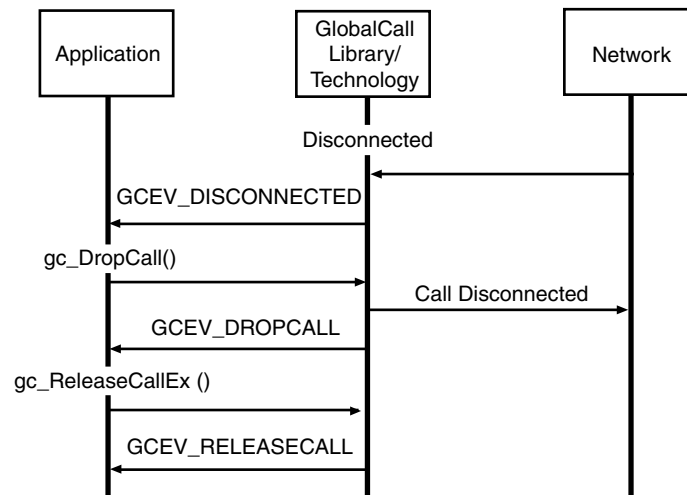 Application
GlobalCall
Library/
Technology
Network
Disconnected
GCEV_DISCONNECTED
gc_DropCall()
Call Disconnected
GCEV_DROPCALL
gc_ReleaseCallEx ()
GCEV_RELEASECALL